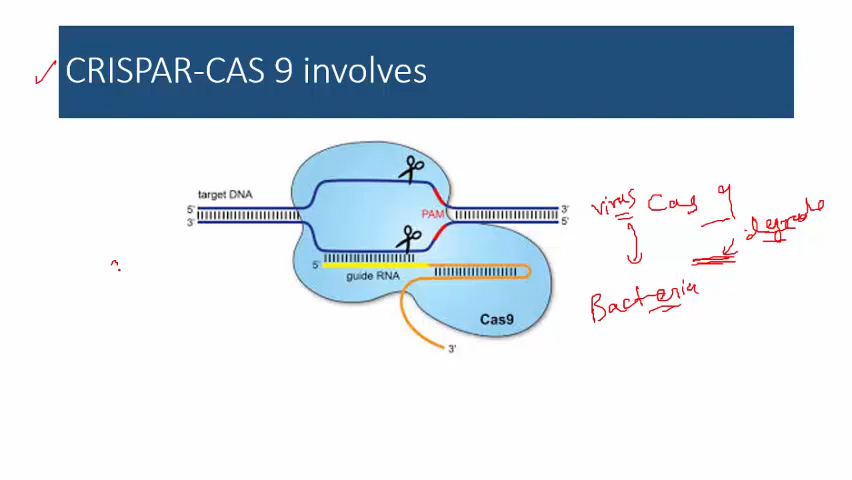 CRISPAR-CAS 9 involves
target DNA
5' 3'
3' 5'
PAM
5'
guide RNA
Cas9
3'
virus Cas 9
degrade
Bacteria